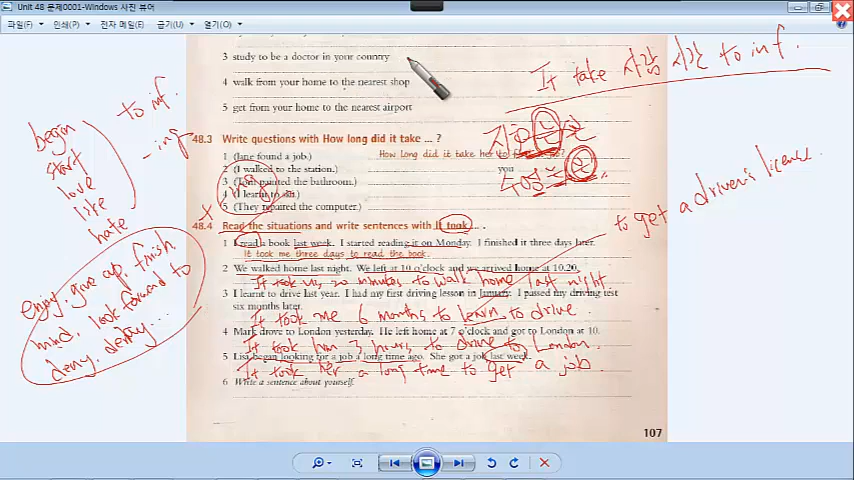 Unit 48 문제0001-Windows 사진 뷰어
파일(F) 인쇄(P) 전자 메일(E) 굽기(U) 열기(O)
3 study to be a doctor in your country
4 walk from your home to the nearest shop
5 get from your home to the nearest airport
It take 사람 시간 to inf.
to inf.
-ing
begin
start
love
like
hate
48.3 Write questions with How long did it take ... ?
1 (Jane found a job.) How long did it take her to
2 (I walked to the station.) you
3 (Tom painted the bathroom.)
4 (I learnt to ski.)
5 (They repaired the computer.)
X
48.4 Read the situations and write sentences with It took ... .
1 I read a book last week. I started reading it on Monday. I finished it three days later.
It took me three days to read the book.
2 We walked home last night. We left at 10 o'clock and we arrived home at 10.20.
It took us 20 minutes to walk home last night.
3 I learnt to drive last year. I had my first driving lesson in January. I passed my driving test
six months later.
It took me 6 months to learn to drive.
4 Mark drove to London yesterday. He left home at 7 o'clock and got to London at 10.
It took him 3 hours to drive to London.
5 Lisa began looking for a job a long time ago. She got a job last week.
It took her a long time to get a job.
6 Write a sentence about yourself.
to get a driver's license.
enjoy, give up, finish
mind, look forward to
deny, delay...
107